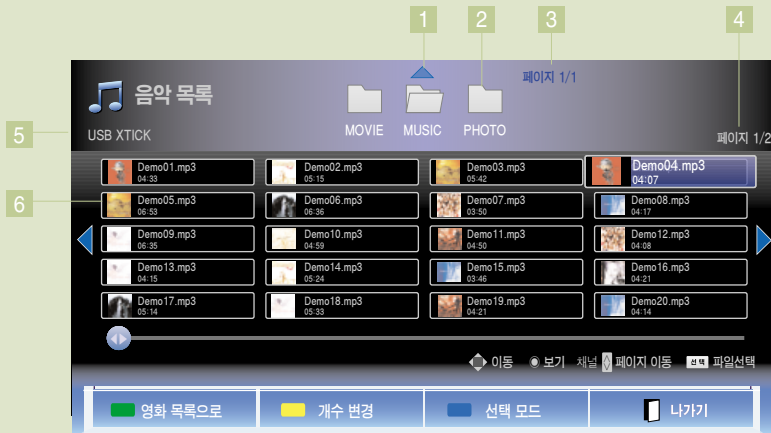 1 2 3 4
페이지 1/1
음악 목록
5 USB XTICK
MOVIE MUSIC PHOTO
페이지 1/2
Demo01.mp3 Demo02.mp3 Demo03.mp3 Demo04.mp3
04:33 05:15 05:42 04:07
6
Demo05.mp3 Demo06.mp3 Demo07.mp3 Demo08.mp3
06:53 06:36 03:50 04:17
Demo09.mp3 Demo10.mp3 Demo11.mp3 Demo12.mp3
06:35 04:59 04:50 04:08
Demo13.mp3 Demo14.mp3 Demo15.mp3 Demo16.mp3
04:15 05:24 03:46 04:21
Demo17.mp3 Demo18.mp3 Demo19.mp3 Demo20.mp3
05:14 05:33 04:21 04:14
이동 보기 채널 페이지 이동 선택 파일선택
영화 목록으로 개수 변경 선택 모드 나가기